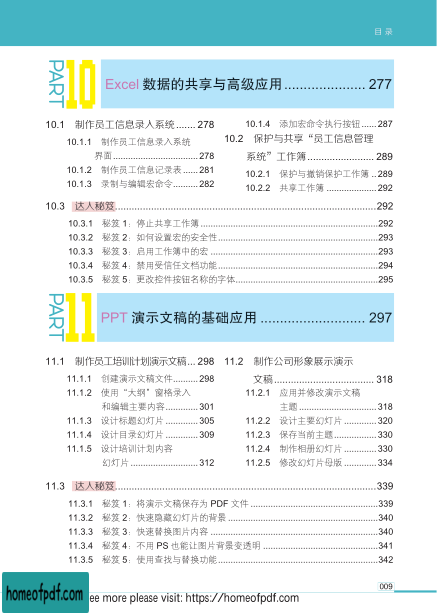 目 录
PART 10
Excel 数据的共享与高级应用 ..................... 277
10.1 制作员工信息录入系统 ....... 278
10.1.1 制作员工信息录入系统
界面 .................................. 278
10.1.2 制作员工信息记录表 ...... 281
10.1.3 录制与编辑宏命令 .......... 282
10.1.4 添加宏命令执行按钮 ...... 287
10.2 保护与共享“员工信息管理
系统”工作簿 ........................ 289
10.2.1 保护与撤销保护工作簿 .. 289
10.2.2 共享工作簿 .................... 292
10.3 达人秘笈 ............................................................ 292
10.3.1 秘笈 1：停止共享工作簿 ............................................ 292
10.3.2 秘笈 2：如何设置宏的安全性 ............................................ 293
10.3.3 秘笈 3：启用工作簿中的宏 ............................................ 293
10.3.4 秘笈 4：禁用受信任文档功能 ............................................ 294
10.3.5 秘笈 5：更改控件按钮名称的字体 ............................................ 295
PART 11
PPT 演示文稿的基础应用 ........................... 297
11.1 制作员工培训计划演示文稿 ... 298
11.1.1 创建演示文稿文件 .......... 298
11.1.2 使用“大纲”窗格录入
和编辑主要内容 ............. 301
11.1.3 设计标题幻灯片 ............. 305
11.1.4 设计目录幻灯片 ............. 309
11.1.5 设计培训计划内容
幻灯片 ........................... 312
11.2 制作公司形象展示演示
文稿 ..................................... 318
11.2.1 应用并修改演示文稿
主题 ............................... 318
11.2.2 设计主要幻灯片 ............. 320
11.2.3 保存当前主题 ................. 330
11.2.4 制作相册幻灯片 ............. 330
11.2.5 修改幻灯片母版 ............. 334
11.3 达人秘笈 ............................................................ 339
11.3.1 秘笈 1：将演示文稿保存为 PDF 文件 ............................................ 339
11.3.2 秘笈 2：快速隐藏幻灯片的背景 ............................................ 340
11.3.3 秘笈 3：快速替换图片内容 ............................................ 340
11.3.4 秘笈 4：不用 PS 也能让图片背景变透明 ............................................ 341
11.3.5 秘笈 5：使用查找与替换功能 ............................................ 342
009
homeofpdf.com
ee more please visit: https://homeofpdf.com